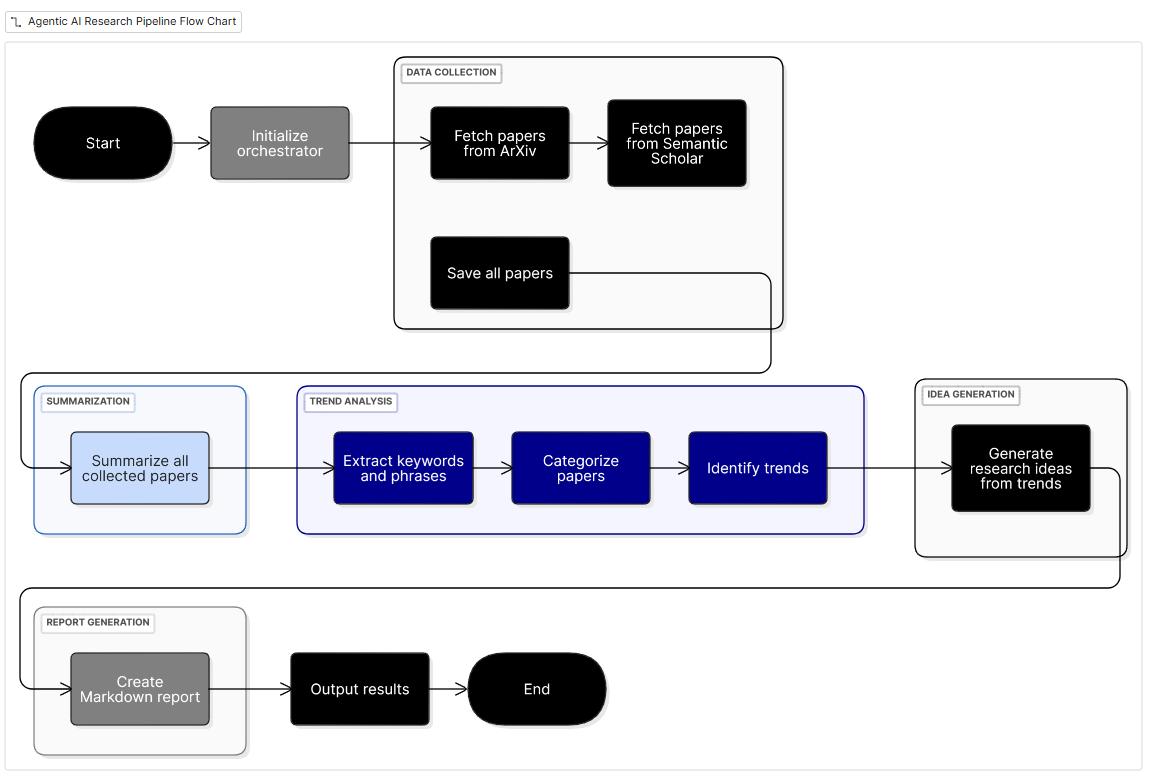 Agentic AI Research Pipeline Flow Chart
DATA COLLECTION
Start
Initialize
orchestrator
Fetch papers
from ArXiv
Fetch papers
from Semantic
Scholar
Save all papers
SUMMARIZATION
Summarize all
collected papers
TREND ANALYSIS
Extract keywords
and phrases
Categorize
papers
Identify trends
IDEA GENERATION
Generate
research ideas
from trends
REPORT GENERATION
Create
Markdown report
Output results
End